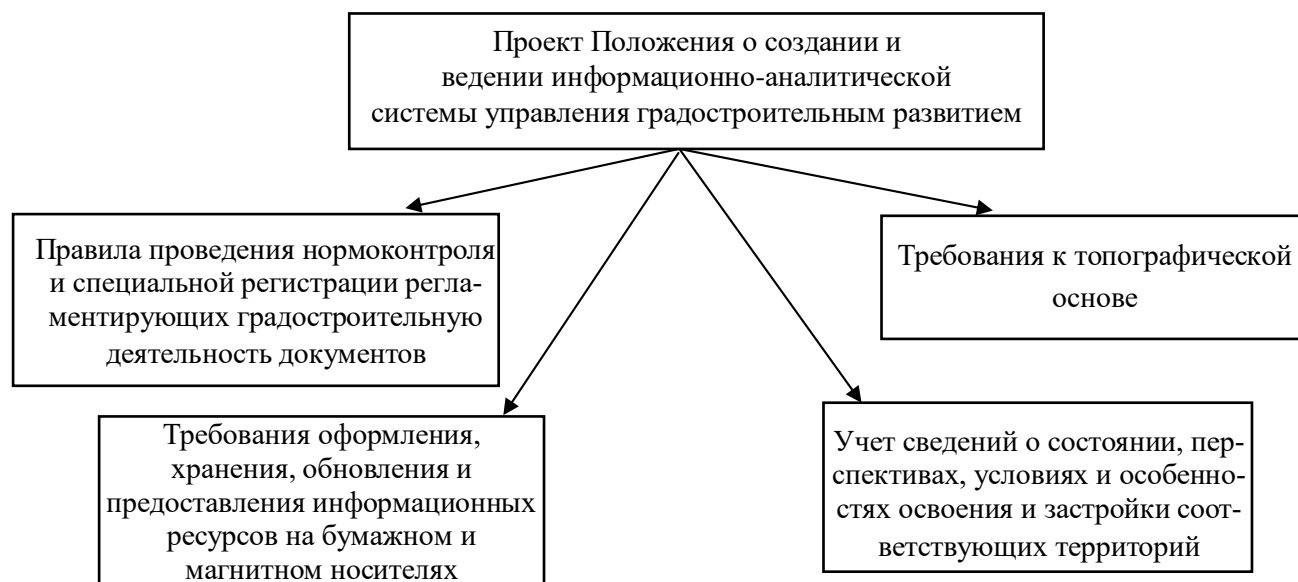 Проект Положения о создании и
ведении информационно-аналитической
системы управления градостроительным развитием
Правила проведения нормоконтроля
и специальной регистрации регла-
ментирующих градостроительную
деятельность документов
Требования к топографической
основе
Требования оформления,
хранения, обновления и
предоставления информационных
ресурсов на бумажном и
магнитном носителях
Учет сведений о состоянии, пер-
спективах, условиях и особенно-
стях освоения и застройки соот-
ветствующих территорий